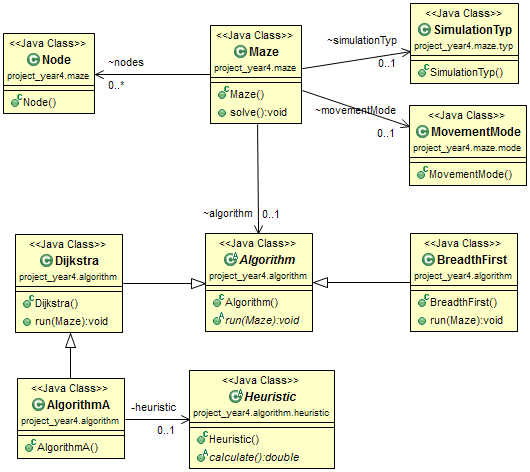 <<Java Class>>
Node
project_year4.maze
Node()
~nodes
0..*
<<Java Class>>
Maze
project_year4.maze
Maze()
solve():void
~simulationTyp
0..1
<<Java Class>>
SimulationTyp
project_year4.maze.typ
SimulationTyp()
~movementMode
0..1
<<Java Class>>
MovementMode
project_year4.maze.mode
MovementMode()
~algorithm
0..1
<<Java Class>>
Dijkstra
project_year4.algorithm
Dijkstra()
run(Maze):void
<<Java Class>>
Algorithm
project_year4.algorithm
Algorithm()
run(Maze):void
<<Java Class>>
BreadthFirst
project_year4.algorithm
BreadthFirst()
run(Maze):void
<<Java Class>>
AlgorithmA
project_year4.algorithm
AlgorithmA()
-heuristic
0..1
<<Java Class>>
Heuristic
project_year4.algorithm.heuristic
Heuristic()
calculate():double